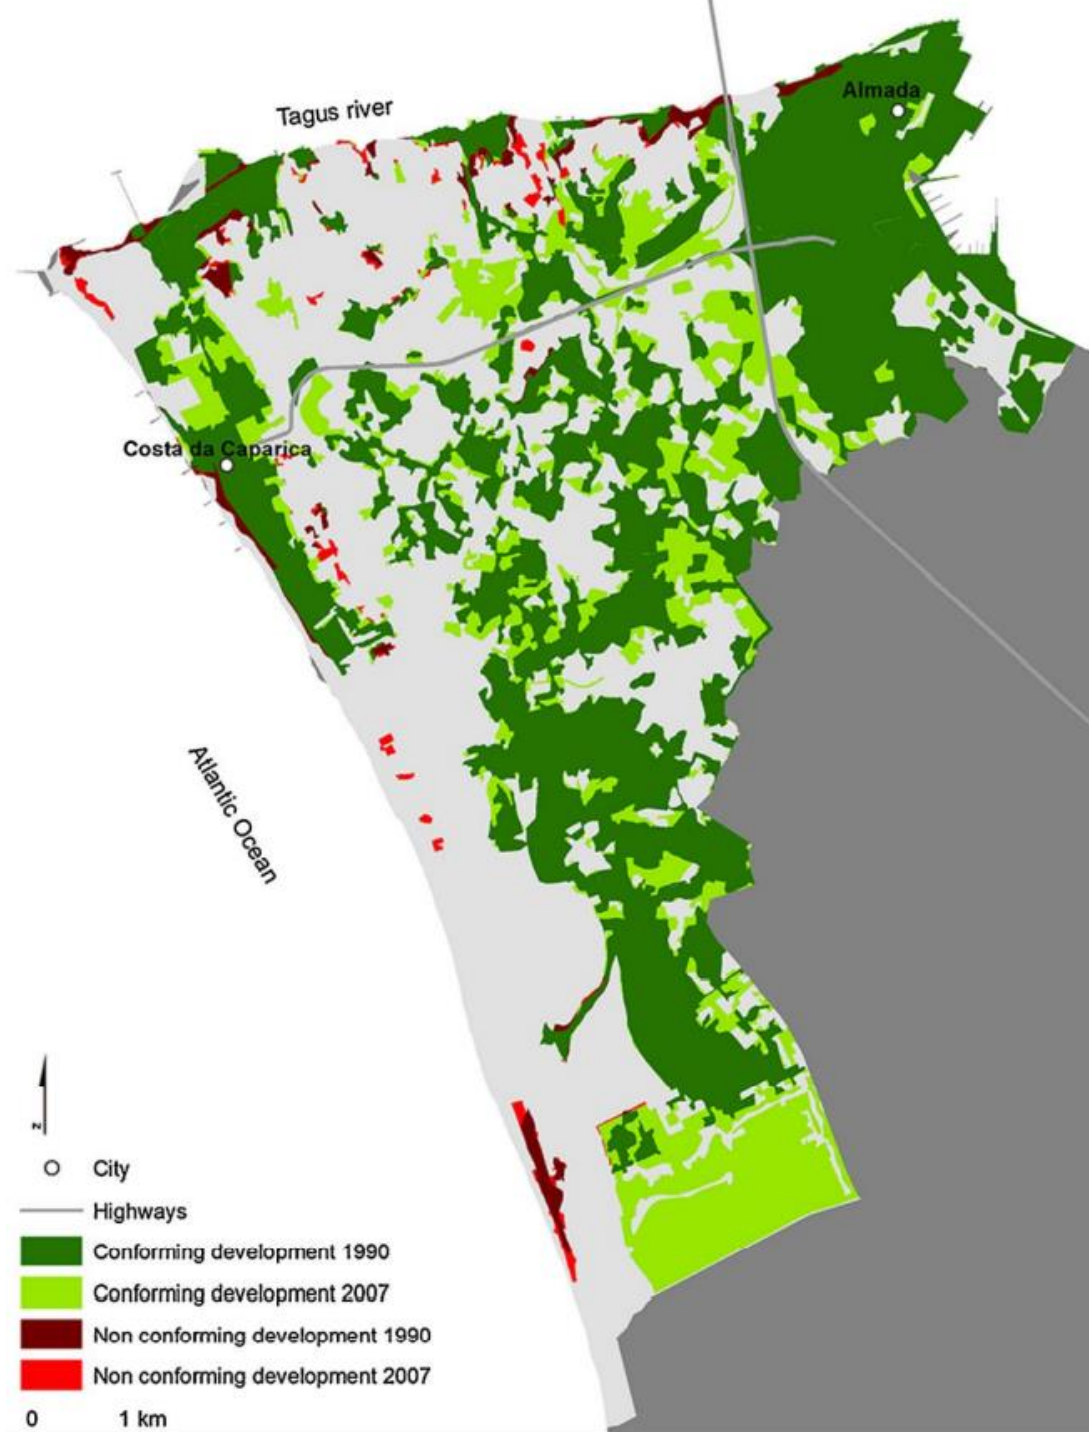 Tagus river
Almada
Costa da Caparica
Atlantic Ocean
z
City
Highways
Conforming development 1990
Conforming development 2007
Non conforming development 1990
Non conforming development 2007
0 1 km